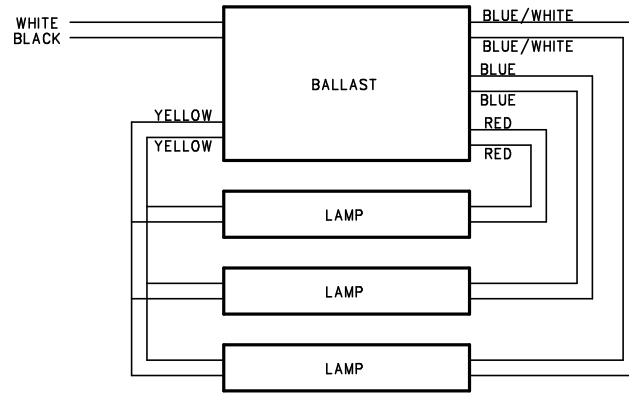 WHITE
BLACK
BLUE/WHITE
BLUE/WHITE
BALLAST
BLUE
BLUE
YELLOW
YELLOW
RED
RED
LAMP
LAMP
LAMP